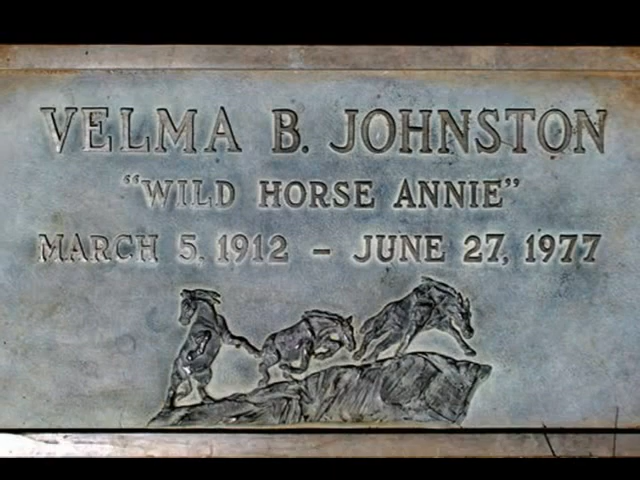 VELMA B. JOHNSTON
"WILD HORSE ANNIE"
MARCH 5, 1912 – JUNE 27, 1977